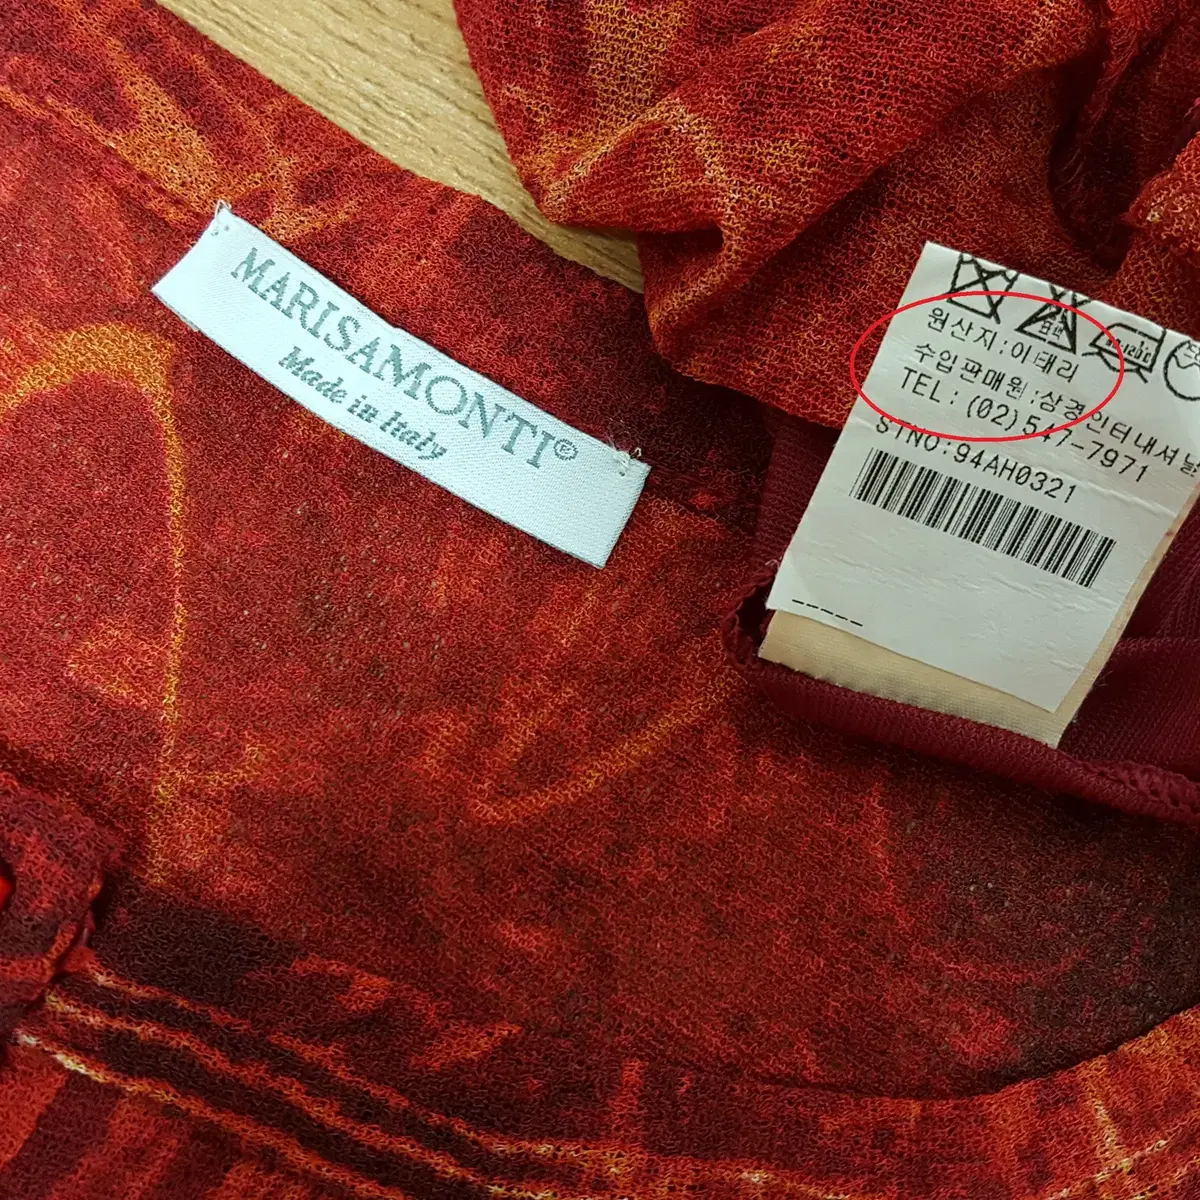 MARISAMONTI®
Made in Italy
원산지:이태리
수입판매원:삼경인터내셔널
TEL:(02)547-7971
STNO:94AH0321
-----